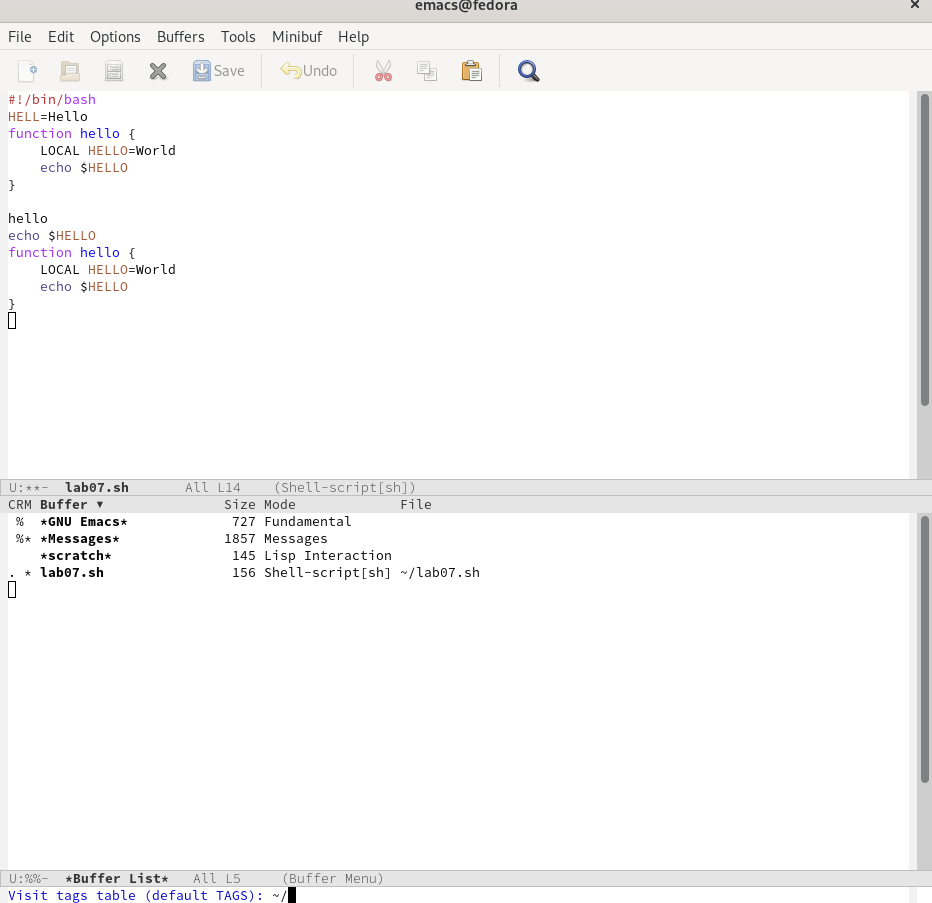 emacs@fedora ×
File Edit Options Buffers Tools Minibuf Help
Save Undo
#!/bin/bash
HELL=Hello
function hello {
    LOCAL HELLO=World
    echo $HELLO
}
hello
echo $HELLO
function hello {
    LOCAL HELLO=World
    echo $HELLO
}
U:**-  lab07.sh       All L14    (Shell-script[sh])
CRM Buffer ▼               Size Mode             File
 %  *GNU Emacs*             727 Fundamental
 %* *Messages*             1857 Messages
    *scratch*               145 Lisp Interaction
. * lab07.sh                156 Shell-script[sh] ~/lab07.sh
U:%%-  *Buffer List*   All L5     (Buffer Menu)
Visit tags table (default TAGS): ~/